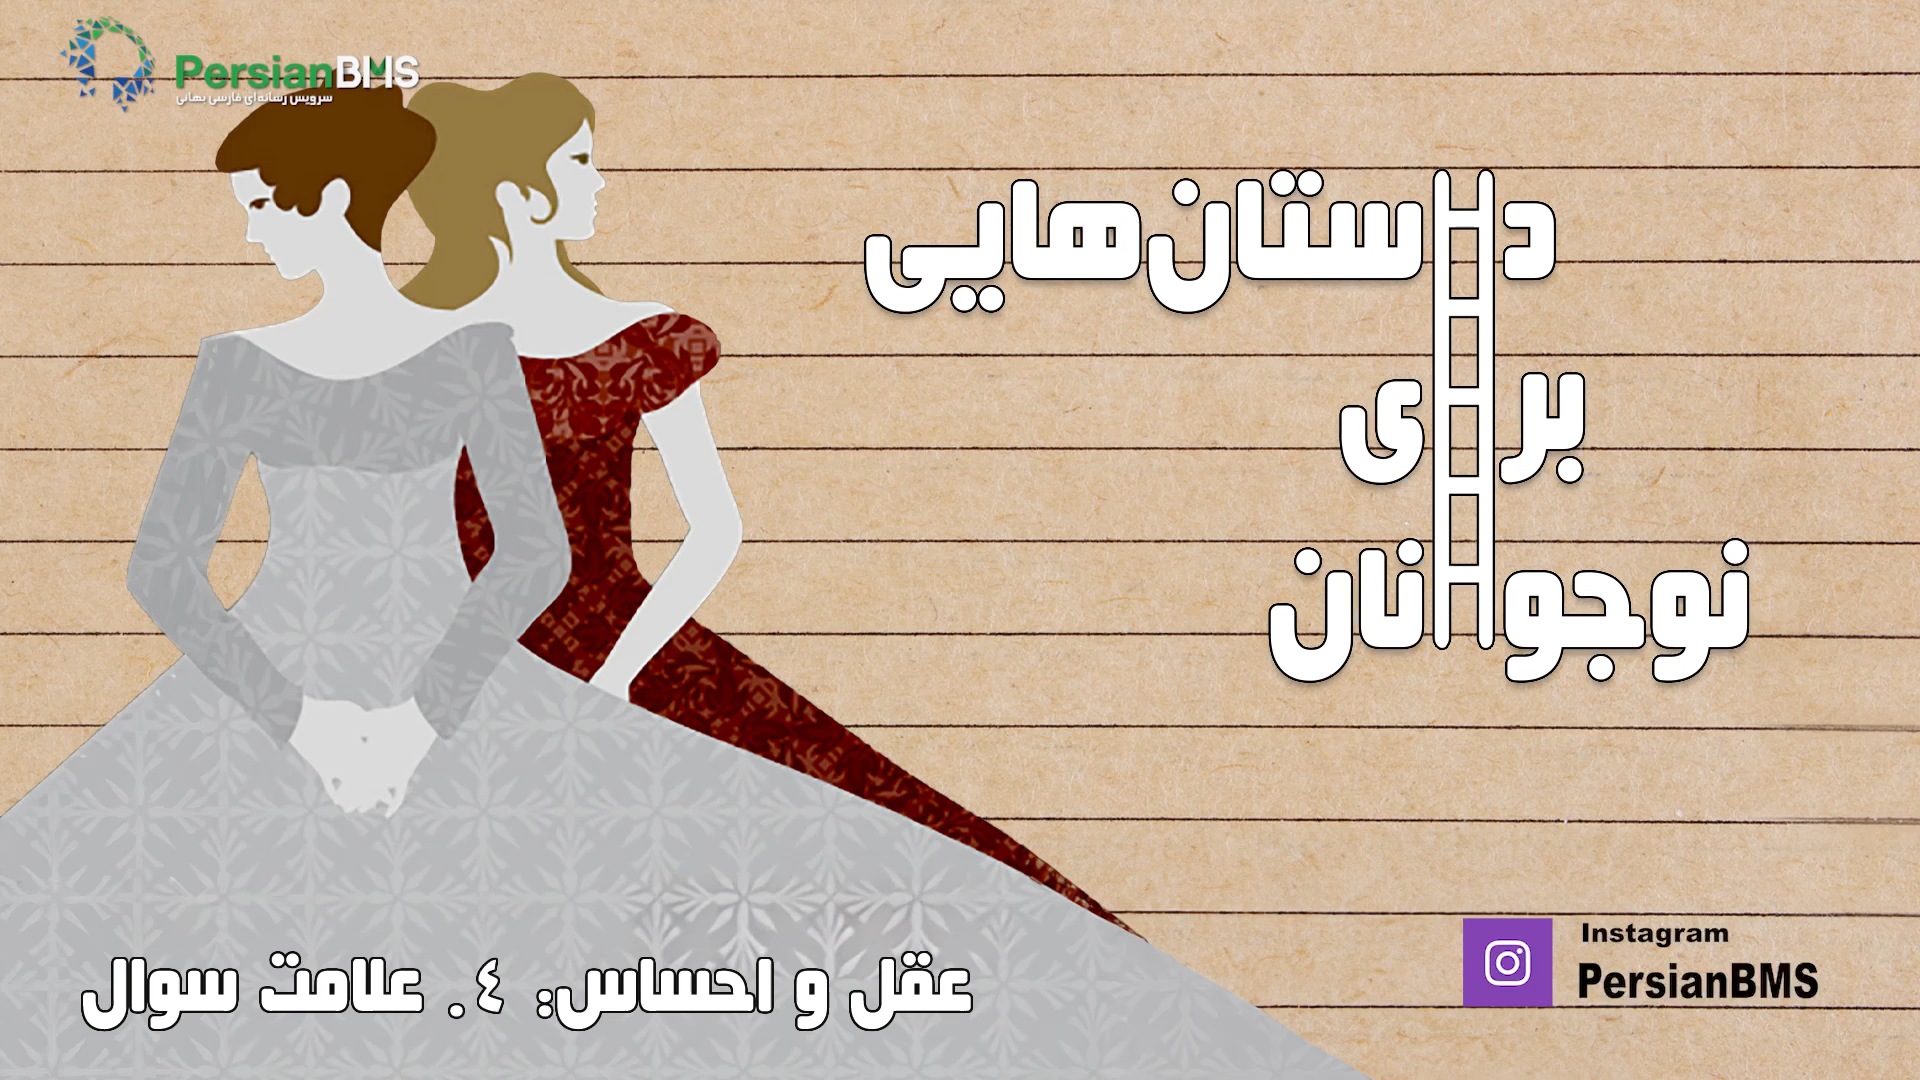 PersianBMS
سرویس رسانه‌ای فارسی بهائی
داستان‌هایی
برای
نوجوانان
عقل و احساس: ٤. علامت سوال
Instagram
PersianBMS